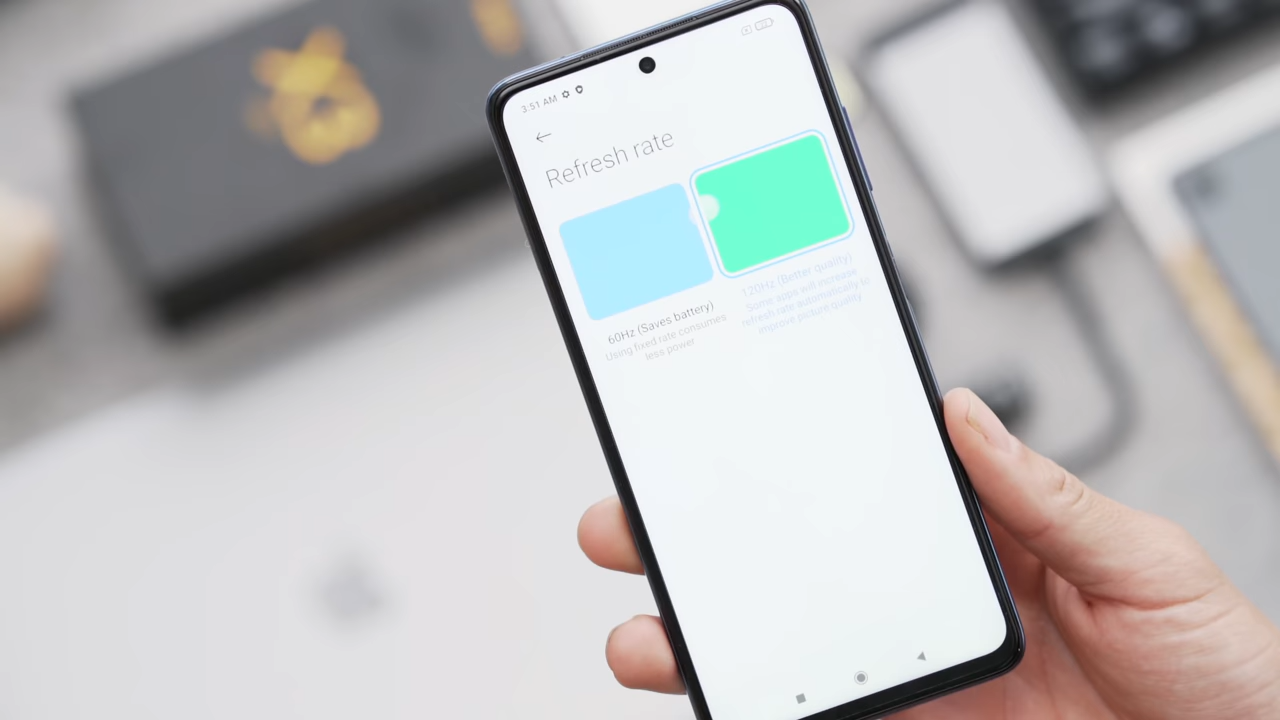 3:51 AM
Refresh rate
60Hz (Saves battery)
Using fixed rate consumes
less power
120Hz (Better quality)
Some apps will increase
refresh rate automatically to
improve picture quality